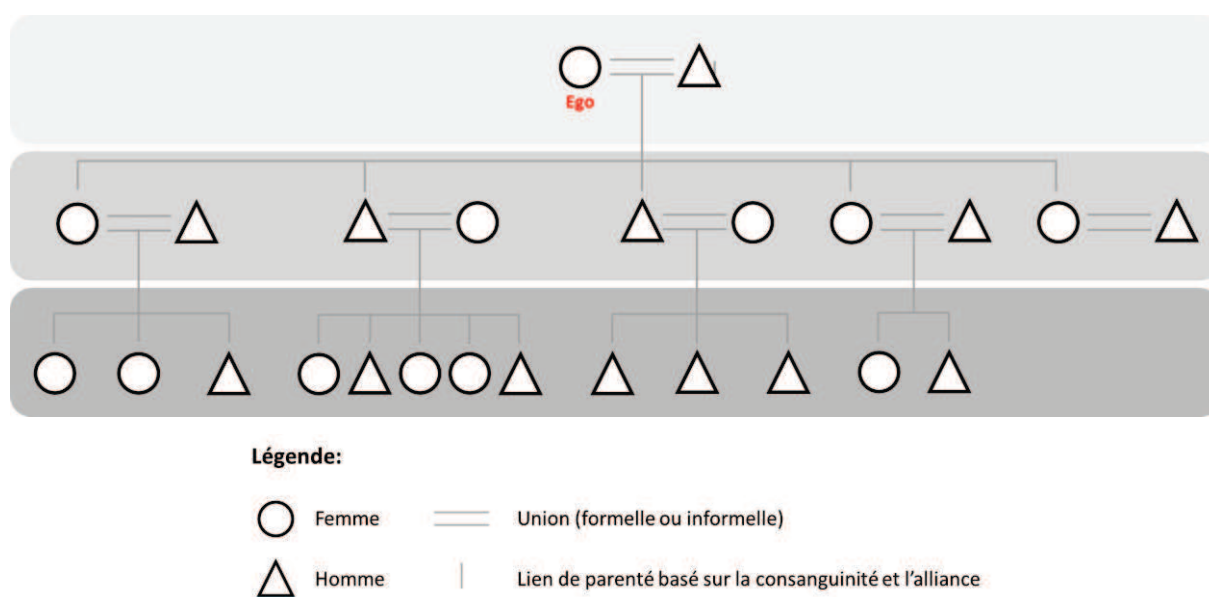 Ego
Légende:
Femme
Union (formelle ou informelle)
Homme
Lien de parenté basé sur la consanguinité et l'alliance